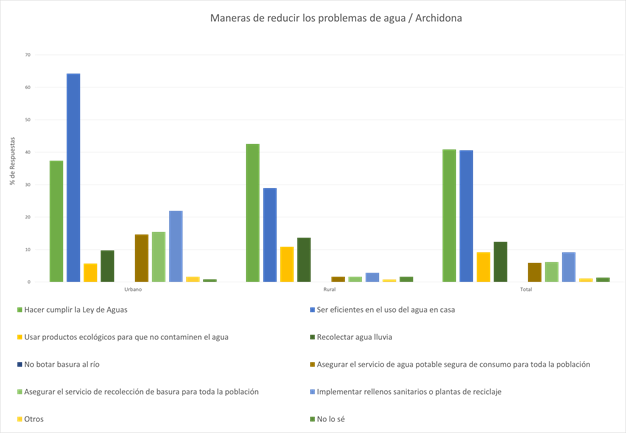 Maneras de reducir los problemas de agua / Archidona
% de Respuestas
70
60
50
40
30
20
10
0
Urbano
Rural
Total
Hacer cumplir la Ley de Aguas
Ser eficientes en el uso del agua en casa
Usar productos ecológicos para que no contaminen el agua
Recolectar agua lluvia
No botar basura al río
Asegurar el servicio de agua potable segura de consumo para toda la población
Asegurar el servicio de recolección de basura para toda la población
Implementar rellenos sanitarios o plantas de reciclaje
Otros
No lo sé